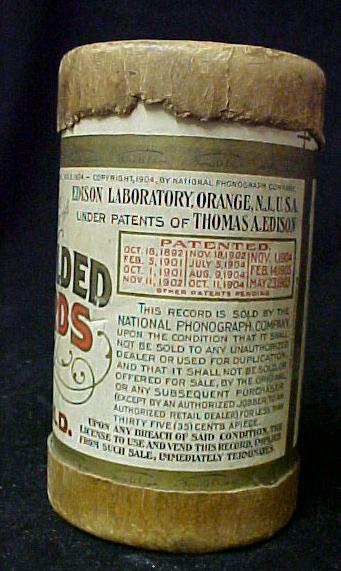 COPYRIGHT, 1904, BY NATIONAL PHONOGRAPH COMPANY
EDISON LABORATORY, ORANGE, N.J., U.S.A.
UNDER PATENTS OF THOMAS A. EDISON
PATENTED.
OCT. 18, 1892 NOV. 18, 1902 NOV. 1, 1904
FEB. 5, 1901 JULY 5, 1904 FEB. 14, 1905
OCT. 1, 1901 AUG. 9, 1904 MAY 23, 1905
NOV. 11, 1902 OCT. 11, 1904
OTHER PATENTS PENDING
DED
DS
LD.
THIS RECORD IS SOLD BY THE
NATIONAL PHONOGRAPH COMPANY,
UPON THE CONDITION THAT IT SHALL
NOT BE SOLD TO ANY UNAUTHORIZED
DEALER OR USED FOR DUPLICATION,
AND THAT IT SHALL NOT BE SOLD, OR
OFFERED FOR SALE, BY THE ORIGINAL
OR ANY SUBSEQUENT PURCHASER
(EXCEPT BY AN AUTHORIZED JOBBER TO AN
AUTHORIZED RETAIL DEALER) FOR LESS THAN
THIRTY FIVE (35) CENTS APIECE.
UPON ANY BREACH OF SAID CONDITION, THE
LICENSE TO USE AND VEND THIS RECORD, IMPLIED
FROM SUCH SALE, IMMEDIATELY TERMINATES.